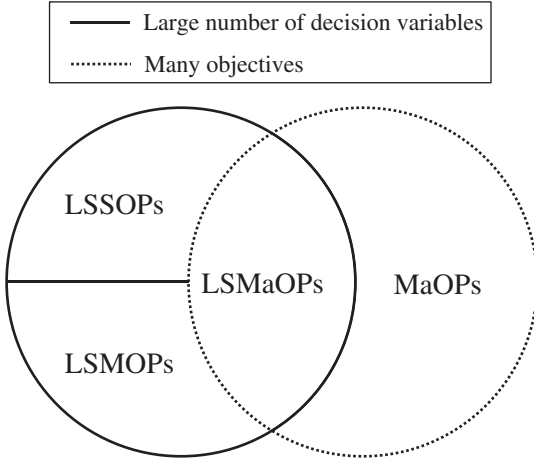 Large number of decision variables
Many objectives
LSSOPs
LSMaOPs
MaOPs
LSMOPs